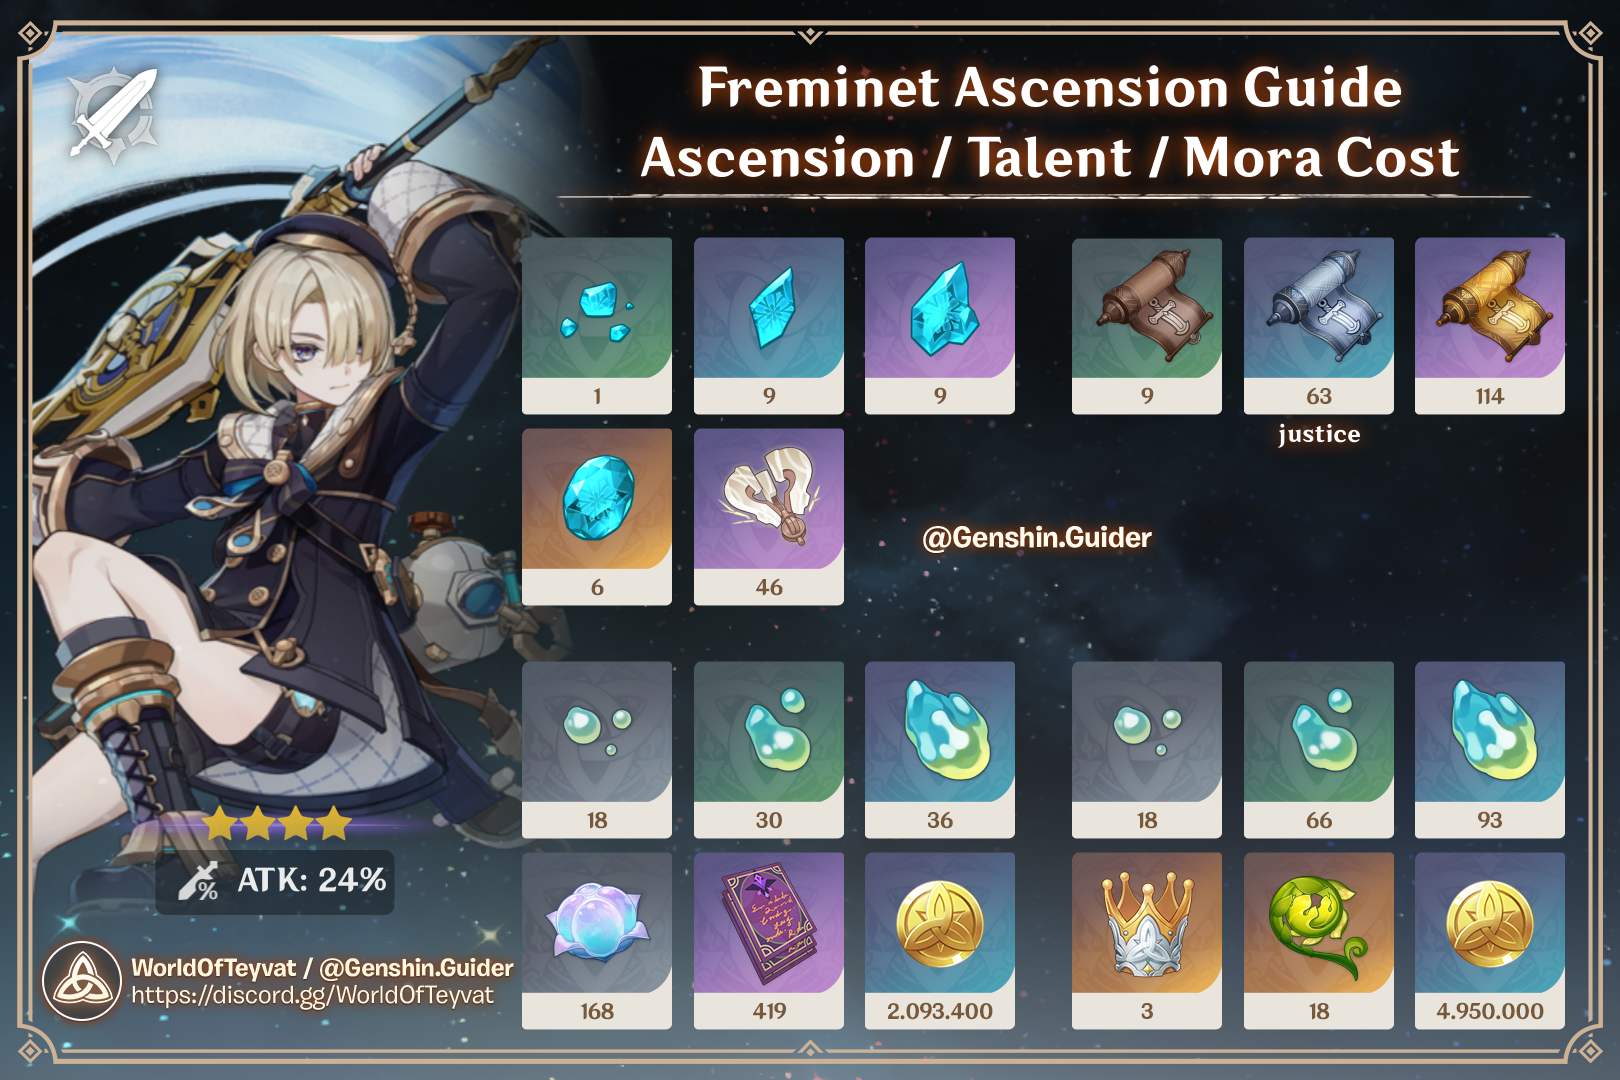 Freminet Ascension Guide
Ascension / Talent / Mora Cost
1
9
9
9
63
114
justice
6
46
@Genshin.Guider
18
30
36
18
66
93
168
419
2.093.400
3
18
4.950.000
% ATK: 24%
WorldOfTeyvat / @Genshin.Guider
https://discord.gg/WorldOfTeyvat